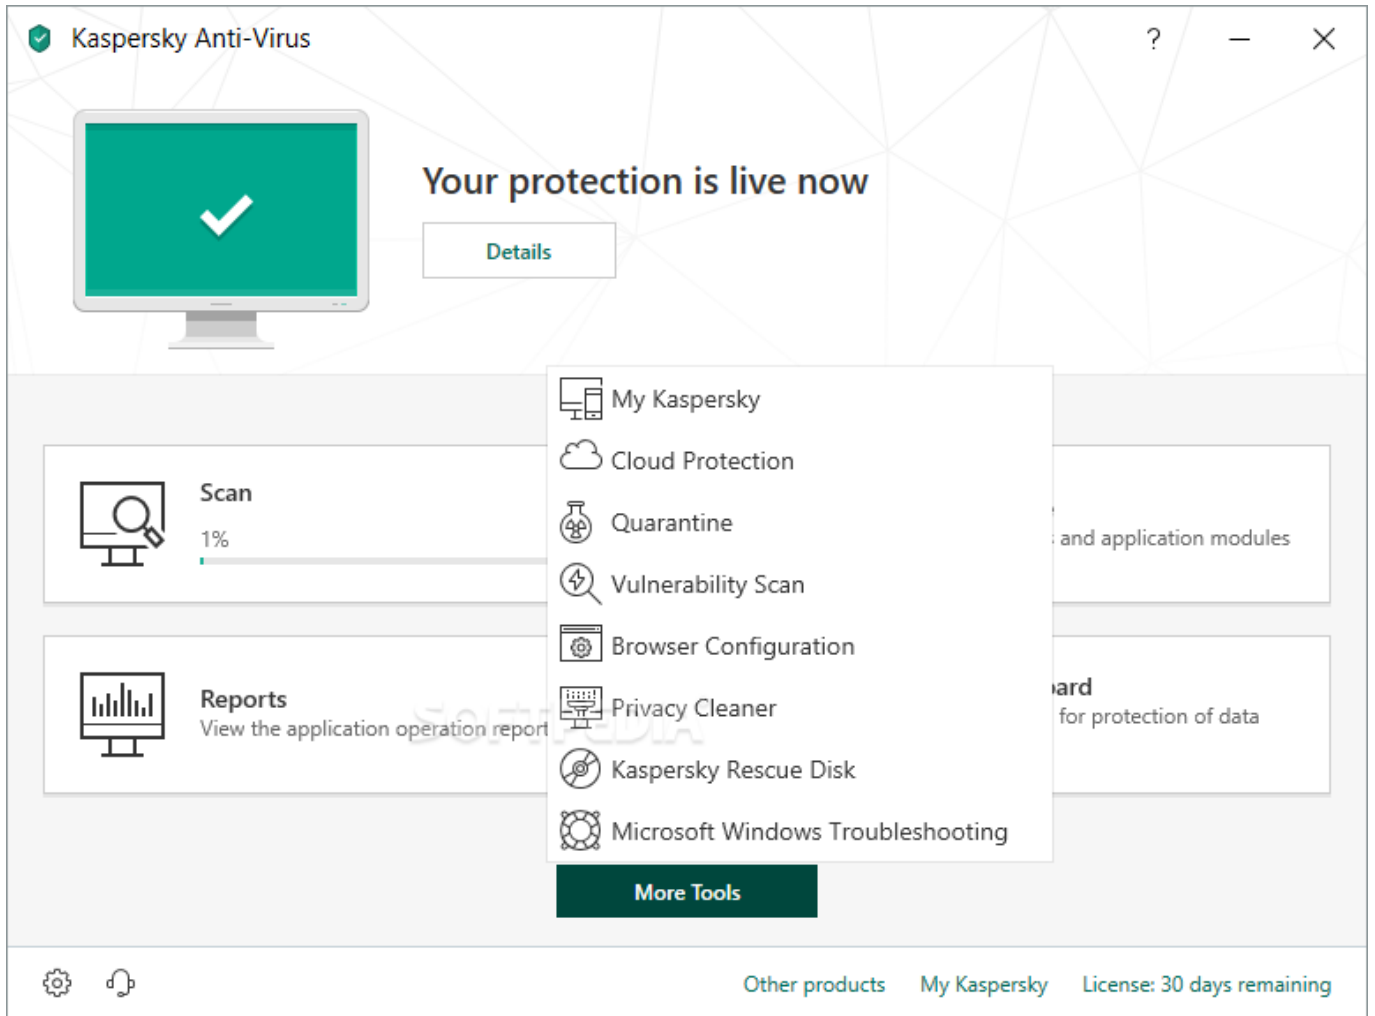 Kaspersky Anti-Virus
?
Your protection is live now
Details
My Kaspersky
Cloud Protection
Quarantine
Vulnerability Scan
Browser Configuration
Privacy Cleaner
Kaspersky Rescue Disk
Microsoft Windows Troubleshooting
Scan
1%
and application modules
Reports
View the application operation report
SOFTPEDIA
for protection of data
More Tools
Other products My Kaspersky License: 30 days remaining